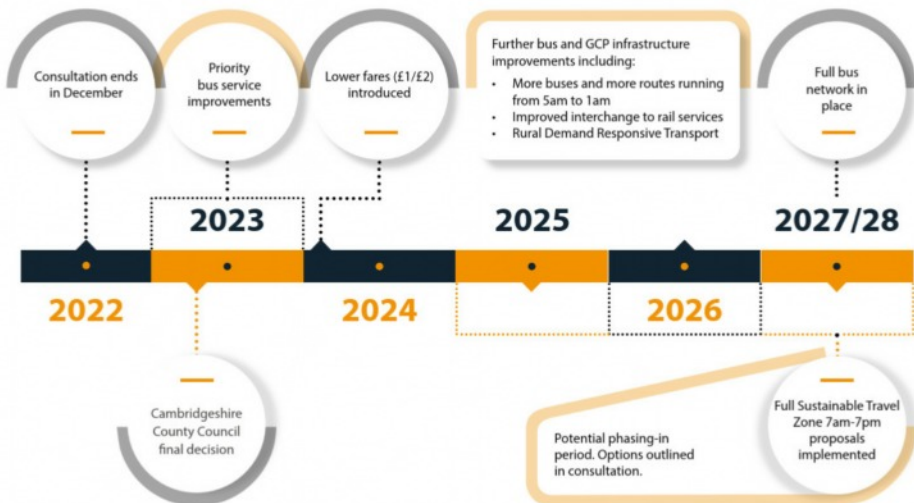 Consultation ends
in December
Priority
bus service
improvements
Lower fares (£1/£2)
introduced
Further bus and GCP infrastructure
improvements including:
• More buses and more routes running
from 5am to 1am
• Improved interchange to rail services
• Rural Demand Responsive Transport
Full bus
network in
place
2023
2025
2027/28
2022
2024
2026
Cambridgeshire
County Council
final decision
Potential phasing-in
period. Options outlined
in consultation.
Full Sustainable Travel
Zone 7am-7pm
proposals
implemented